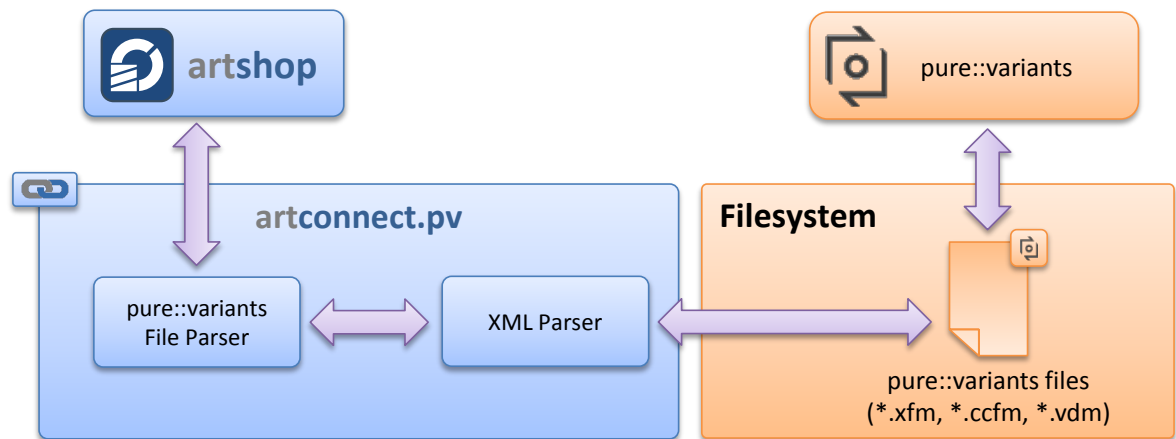 artshop
pure::variants
artconnect.pv
Filesystem
pure::variants
File Parser
XML Parser
pure::variants files
(*.xfm, *.ccfm, *.vdm)